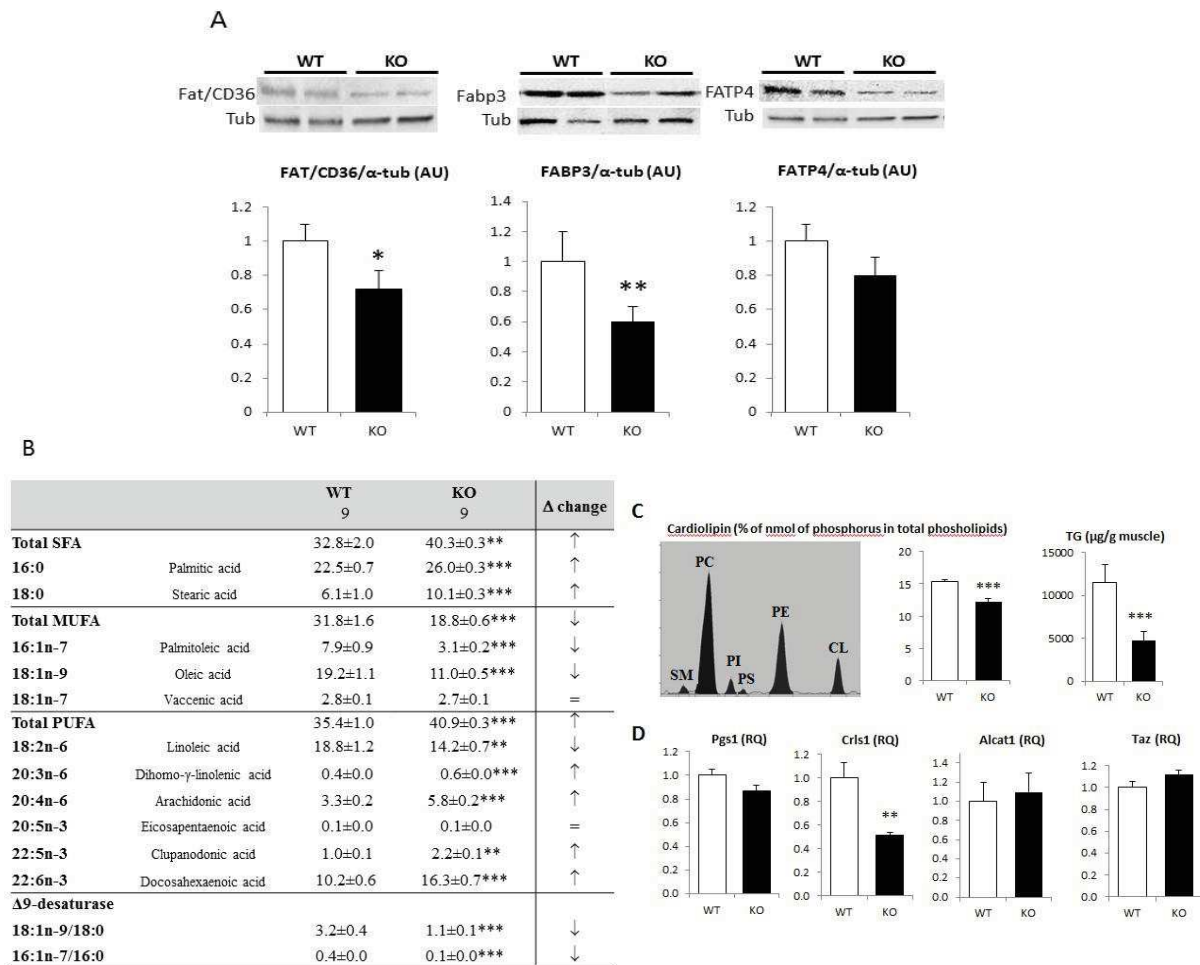 A
WT KO WT KO WT KO
Fat/CD36 Fabp3 FATP4
Tub Tub Tub
FAT/CD36/α-tub (AU)
1.2
1
0.8
0.6
0.4
0.2
0
*
WT KO
FABP3/α-tub (AU)
1.4
1.2
1
0.8
0.6
0.4
0.2
0
**
WT KO
FATP4/α-tub (AU)
1.2
1
0.8
0.6
0.4
0.2
0
WT KO
B
WT KO Δ change
9 9
Total SFA 32.8±2.0 40.3±0.3** ↑
16:0 Palmitic acid 22.5±0.7 26.0±0.3*** ↑
18:0 Stearic acid 6.1±1.0 10.1±0.3*** ↑
Total MUFA 31.8±1.6 18.8±0.6*** ↓
16:1n-7 Palmitoleic acid 7.9±0.9 3.1±0.2*** ↓
18:1n-9 Oleic acid 19.2±1.1 11.0±0.5*** ↓
18:1n-7 Vaccenic acid 2.8±0.1 2.7±0.1 =
Total PUFA 35.4±1.0 40.9±0.3*** ↑
18:2n-6 Linoleic acid 18.8±1.2 14.2±0.7** ↓
20:3n-6 Dihomo-γ-linolenic acid 0.4±0.0 0.6±0.0*** ↑
20:4n-6 Arachidonic acid 3.3±0.2 5.8±0.2*** ↑
20:5n-3 Eicosapentaenoic acid 0.1±0.0 0.1±0.0 =
22:5n-3 Clupanodonic acid 1.0±0.1 2.2±0.1** ↑
22:6n-3 Docosahexaenoic acid 10.2±0.6 16.3±0.7*** ↑
Δ9-desaturase
18:1n-9/18:0 3.2±0.4 1.1±0.1*** ↓
16:1n-7/16:0 0.4±0.0 0.1±0.0*** ↓
C
Cardiolipin (% of nmol of phosphorus in total phosholipids)
SM PC PI PS PE CL
20
15
10
5
0
***
WT KO
TG (µg/g muscle)
15000
10000
5000
0
***
WT KO
D
Pgs1 (RQ)
1.2
1.0
0.8
0.6
0.4
0.2
0.0
WT KO
Crls1 (RQ)
1.2
1.0
0.8
0.6
0.4
0.2
0.0
**
WT KO
Alcat1 (RQ)
1.4
1.2
1.0
0.8
0.6
0.4
0.2
0.0
WT KO
Taz (RQ)
1.4
1.2
1.0
0.8
0.6
0.4
0.2
0.0
WT KO